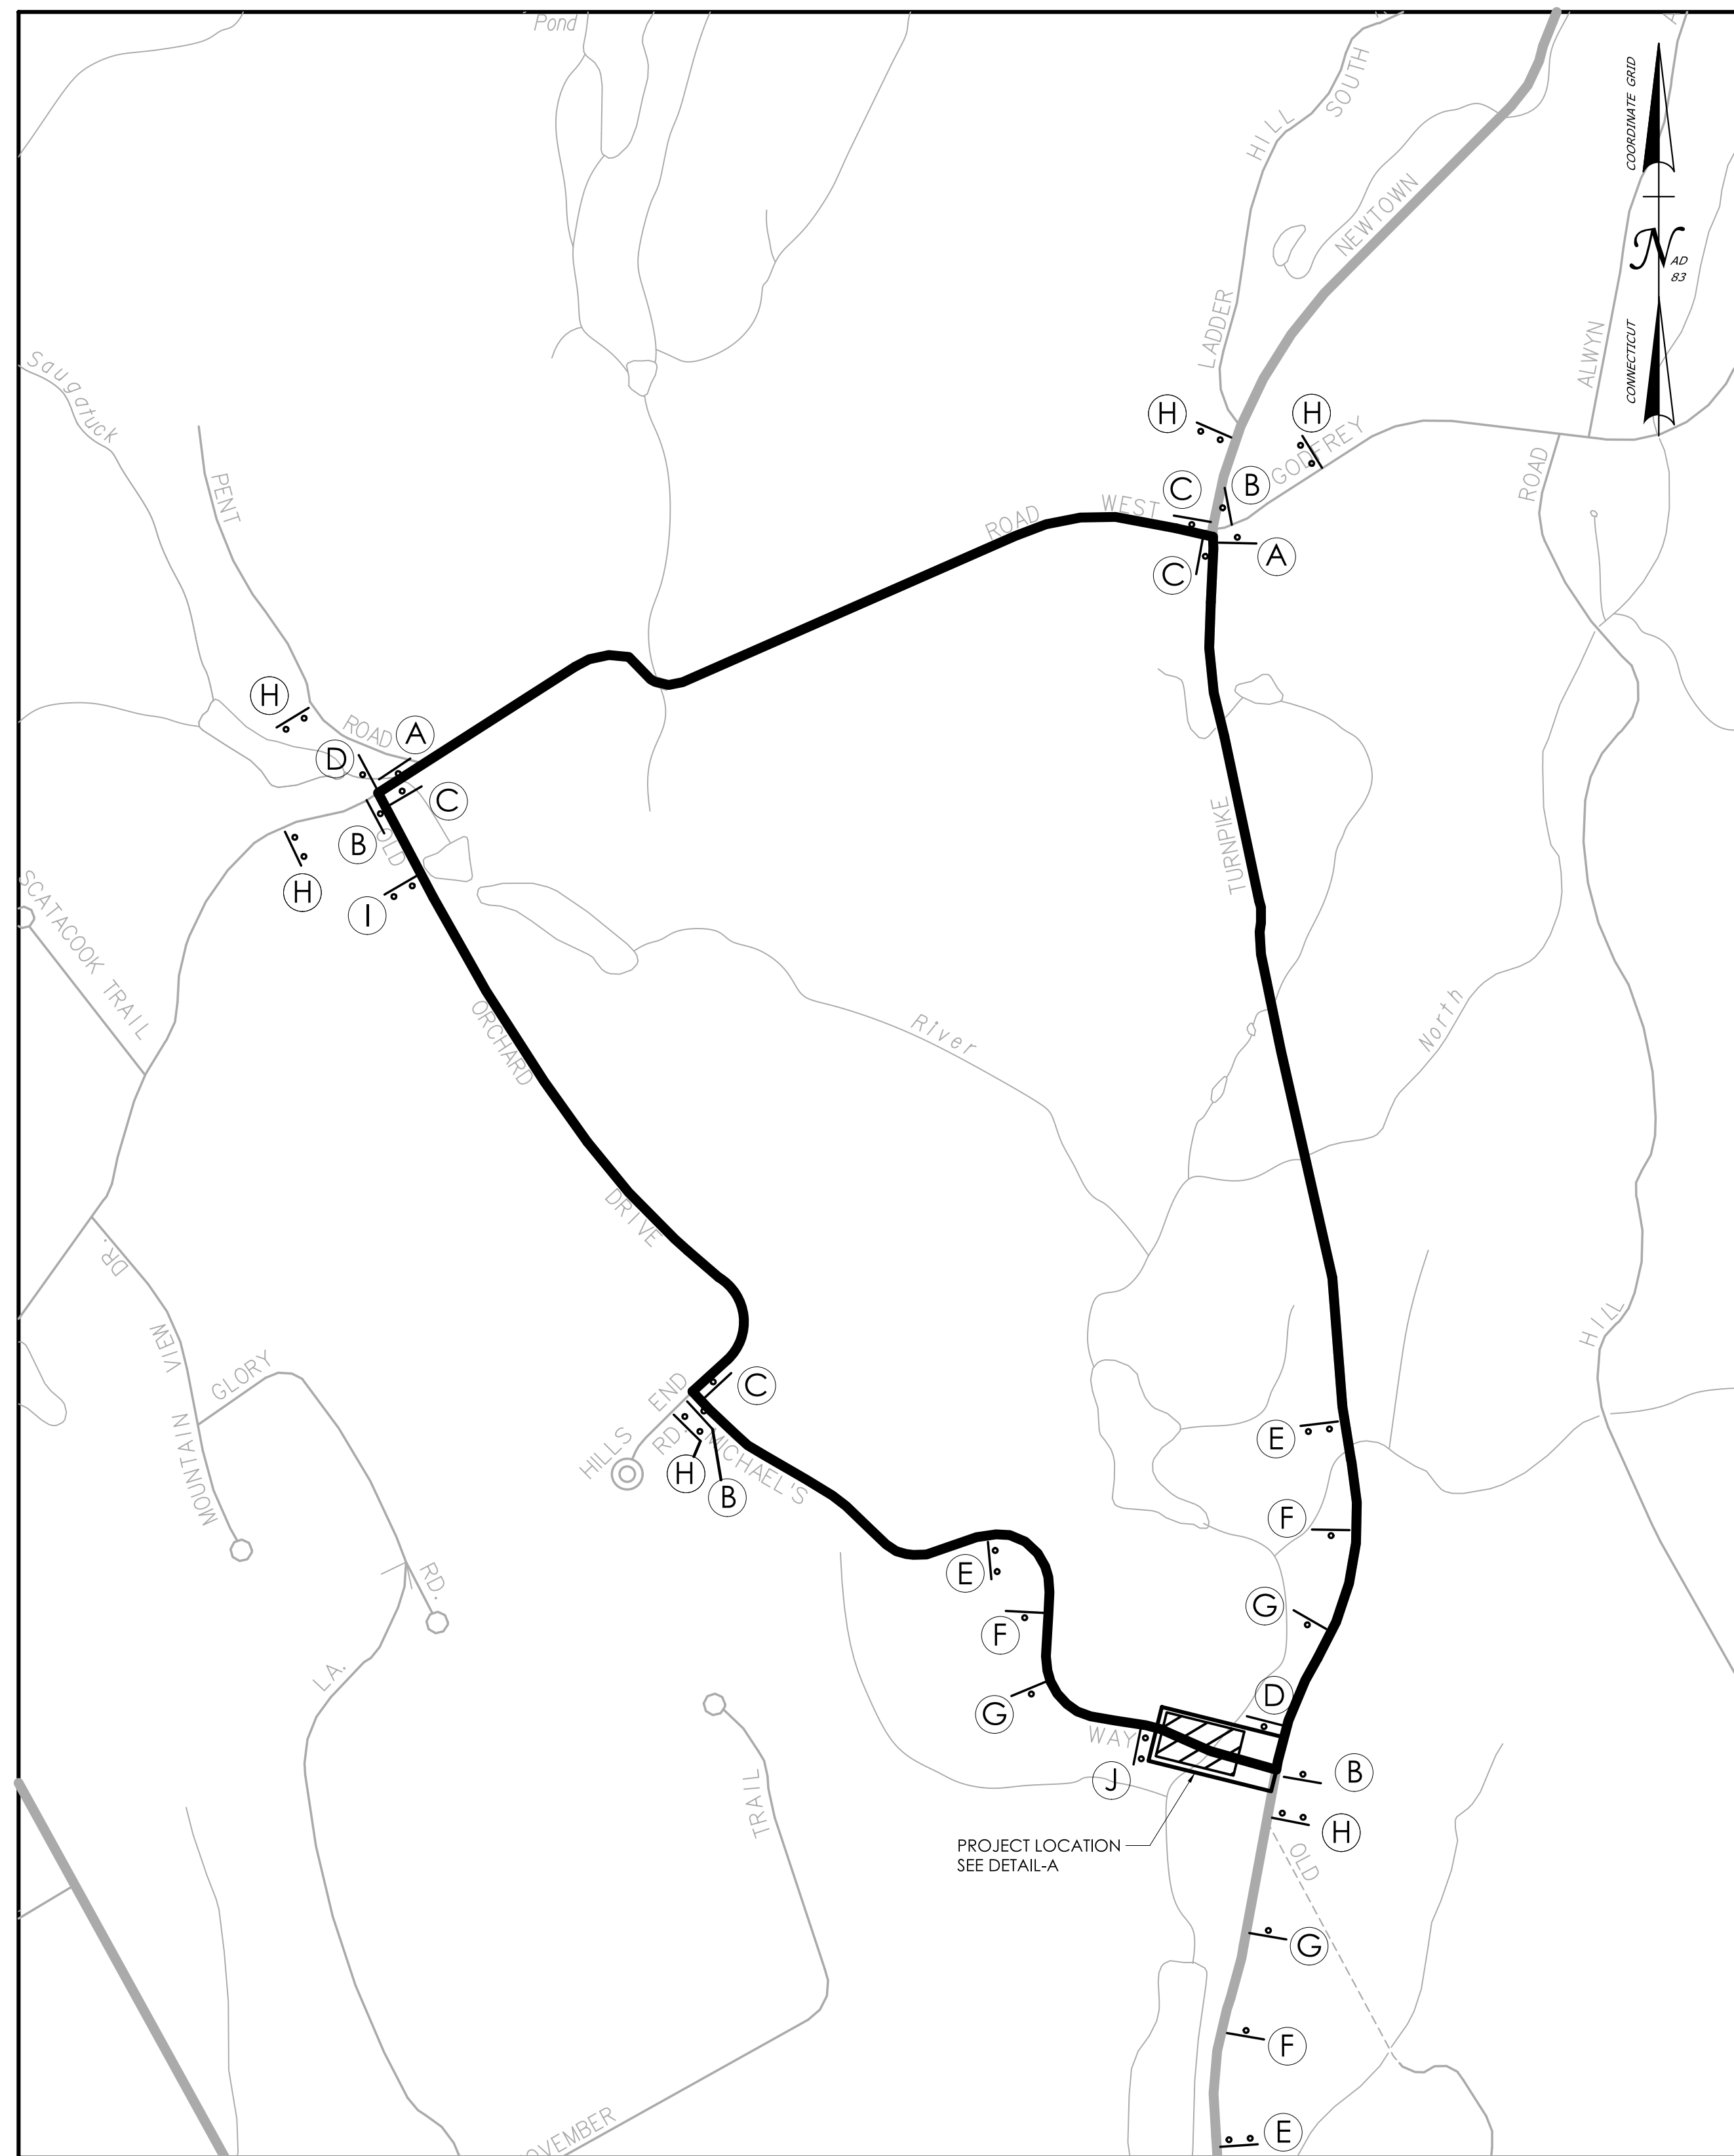 Pond
SOUTH
HILL
COORDINATE GRID
NEWTOWN
N
AD
83
LADDER
ALWYN
CONNECTICUT
Saugatuck
H
H
GODFREY
PENT
C
B
ROAD
ROAD
WEST
A
C
H
ROAD
A
D
C
TURNPIKE
B
OLD
H
I
SCATACOOK TRAIL
ORCHARD
River
North
DRIVE
DR.
VIEW
MOUNTAIN
GLORY
HILL
END
C
HILLS
RD.
MICHAEL'S
H
B
E
F
E
RD.
F
G
LA.
G
D
WAY
J
B
TRAIL
PROJECT LOCATION
SEE DETAIL-A
H
OLD
G
F
OVEMBER
E